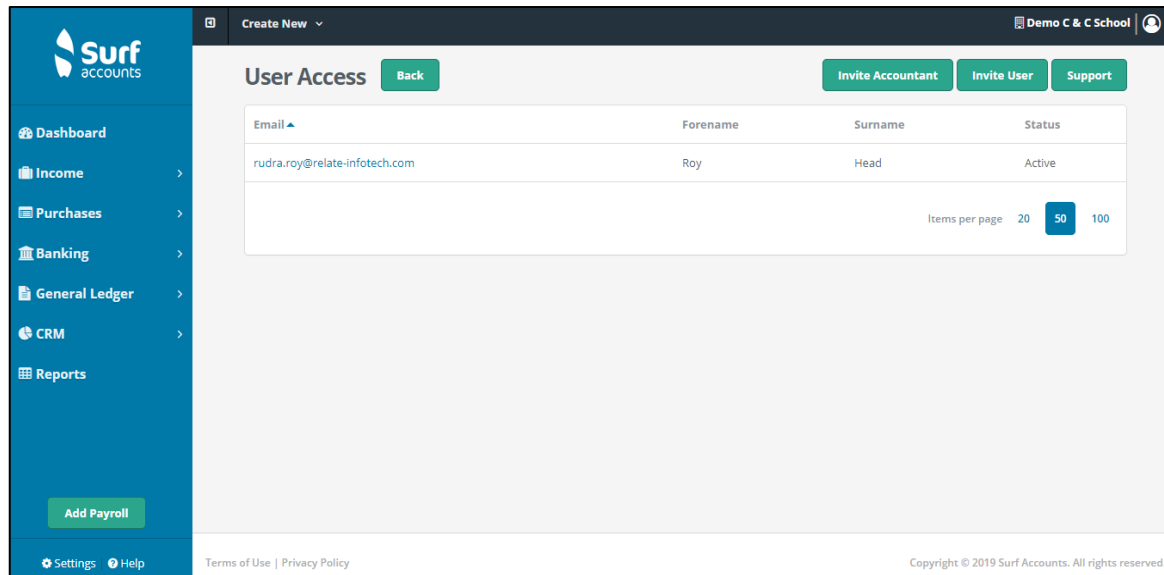 Surf
accounts
Create New
Demo C & C School
User Access
Back
Invite Accountant
Invite User
Support
Dashboard
Income
Purchases
Banking
General Ledger
CRM
Reports
Email
Forename
Surname
Status
rudra.roy@relate-infotech.com
Roy
Head
Active
Items per page
20
50
100
Add Payroll
Settings
Help
Terms of Use | Privacy Policy
Copyright © 2019 Surf Accounts. All rights reserved.